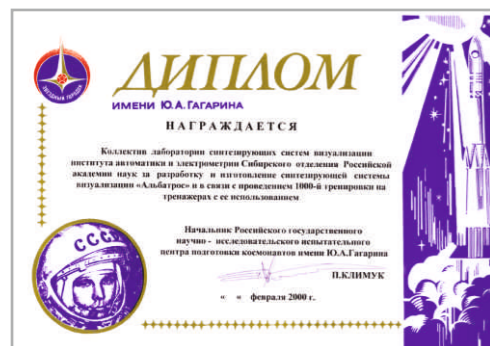 ЗВЕЗДНЫЙ ГОРОДОК
ДИПЛОМ
ИМЕНИ Ю.А.ГАГАРИНА
НАГРАЖДАЕТСЯ
Коллектив лаборатории синтезирующих систем визуализации
института автоматики и электрометрии Сибирского отделения Российской
академии наук за разработку и изготовление синтезирующей системы
визуализации «Альбатрос» и в связи с проведением 1000-й тренировки на
тренажерах с ее использованием
Начальник Российского государственного
научно - исследовательского испытательного
центра подготовки космонавтов имени Ю.А.Гагарина
П.КЛИМУК
« « февраля 2000 г.
СССР